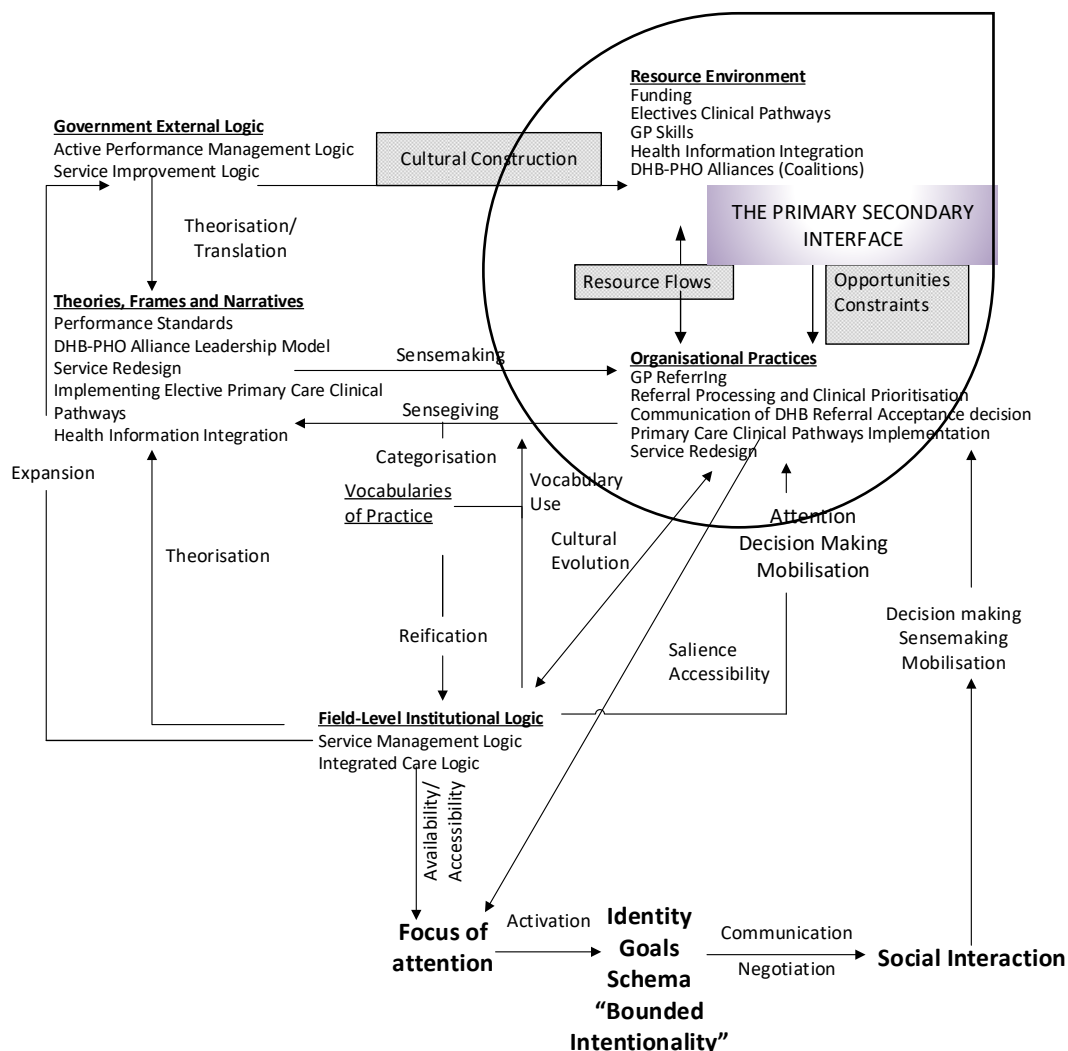 Resource Environment
Funding
Electives Clinical Pathways
GP Skills
Health Information Integration
DHB-PHO Alliances (Coalitions)
Government External Logic
Active Performance Management Logic
Service Improvement Logic
Cultural Construction
THE PRIMARY SECONDARY
INTERFACE
Theorisation/
Translation
Resource Flows
Opportunities
Constraints
Theories, Frames and Narratives
Performance Standards
DHB-PHO Alliance Leadership Model
Service Redesign
Implementing Elective Primary Care Clinical
Pathways
Health Information Integration
Sensemaking
Sensegiving
Organisational Practices
GP ReferrIng
Referral Processing and Clinical Prioritisation
Communication of DHB Referral Acceptance decision
Primary Care Clinical Pathways Implementation
Service Redesign
Expansion
Categorisation
Vocabularies
of Practice
Vocabulary
Use
Attention
Decision Making
Mobilisation
Cultural
Evolution
Theorisation
Reification
Salience
Accessibility
Decision making
Sensemaking
Mobilisation
Field-Level Institutional Logic
Service Management Logic
Integrated Care Logic
Availability/
Accessibility
Focus of
attention
Activation
Identity
Goals
Schema
“Bounded
Intentionality”
Communication
Negotiation
Social Interaction